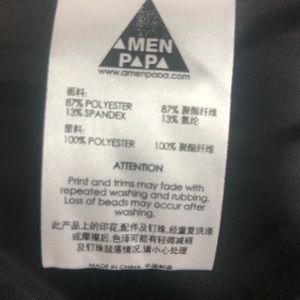 AMEN
PAPA
www.amenpapa.com
面料:
87% POLYESTER 87% 聚酯纤维
13% SPANDEX 13% 氨纶
里料:
100% POLYESTER 100% 聚酯纤维
ATTENTION
Print and trims may fade with
repeated washing and rubbing.
Loss of beads may occur after
washing.
此产品上的印花,配件及钉珠,经重复洗涤
或摩擦后,色泽可能有轻微减褪
及钉珠脱落情况,请小心处理
MADE IN CHINA 中国制造